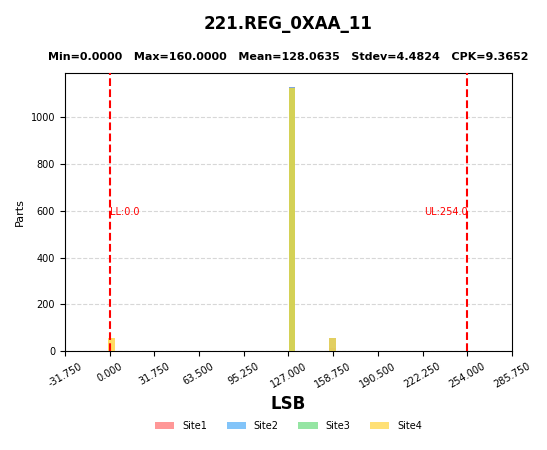 221.REG_0XAA_11
Min=0.0000 Max=160.0000 Mean=128.0635 Stdev=4.4824 CPK=9.3652
1000
800
600
400
200
0
Parts
LL:0.0
UL:254.0
-31.750 0.000 31.750 63.500 95.250 127.000 158.750 190.500 222.250 254.000 285.750
LSB
Site1 Site2 Site3 Site4